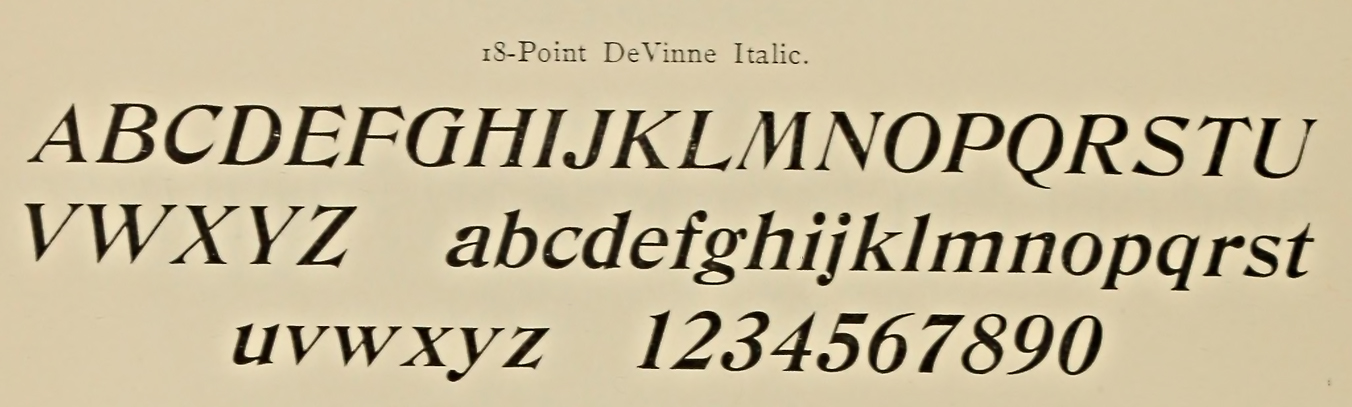 18-Point DeVinne Italic.
ABCDEFGHIJKLMNOPQRSTU
VWXYZ abcdefghijklmnopqrst
uvwxyz 1234567890